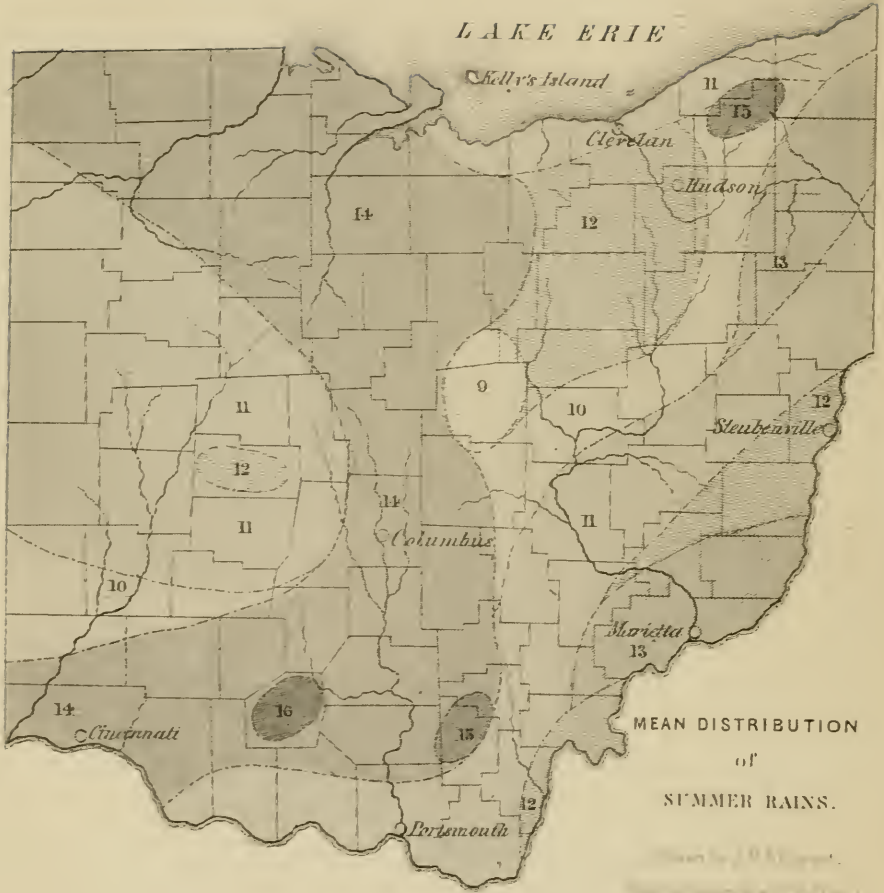 LAKE ERIE
Kelly's Island
11
15
Clevelan
Hudson
14
12
13
9
11
10
12
Steubenville
12
14
11
11
Columbus
10
Marietta
13
16
14
Cincinnati
15
MEAN DISTRIBUTION
of
SUMMER RAINS.
12
Portsmouth